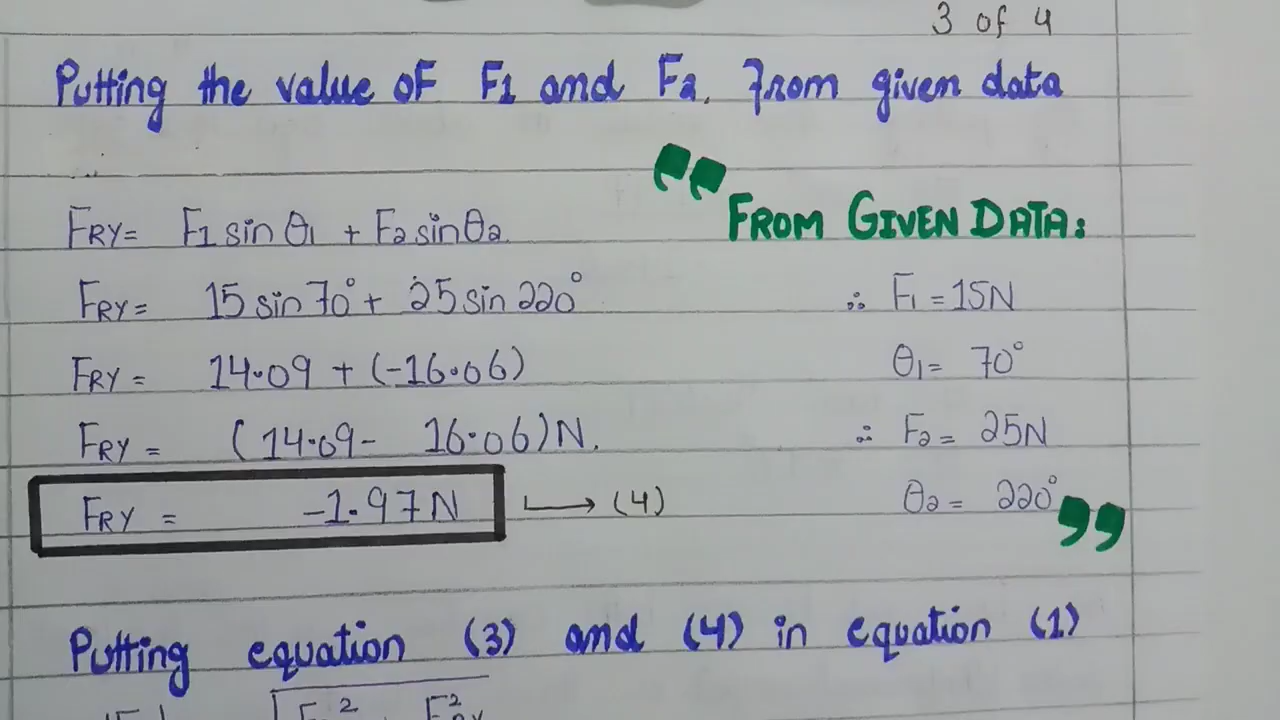 3 of 4
Putting the value of F1 and F2. from given data
“ FROM GIVEN DATA:
FRY= F1 sin θ1 + F2 sin θ2.
FRY= 15 sin 70° + 25 sin 220° ∴ F1 = 15N
FRY = 14.09 + (-16.06) θ1= 70°
FRY = (14.09 - 16.06)N. ∴ F2 = 25N
FRY = -1.97N → (4) θ2 = 220° ”
Putting equation (3) and (4) in equation (1)